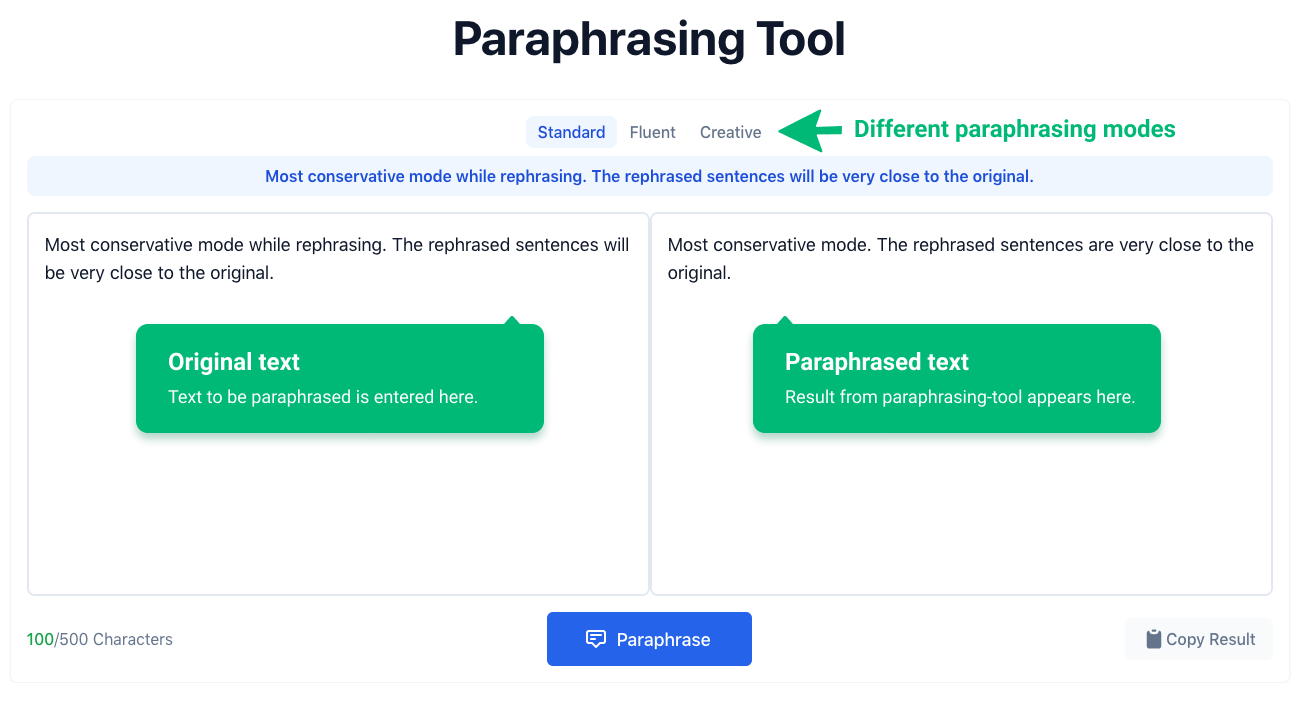 Paraphrasing Tool
Standard Fluent Creative Different paraphrasing modes
Most conservative mode while rephrasing. The rephrased sentences will be very close to the original.
Most conservative mode while rephrasing. The rephrased sentences will
be very close to the original.
Most conservative mode. The rephrased sentences are very close to the
original.
Original text
Text to be paraphrased is entered here.
Paraphrased text
Result from paraphrasing-tool appears here.
100/500 Characters
Paraphrase
Copy Result